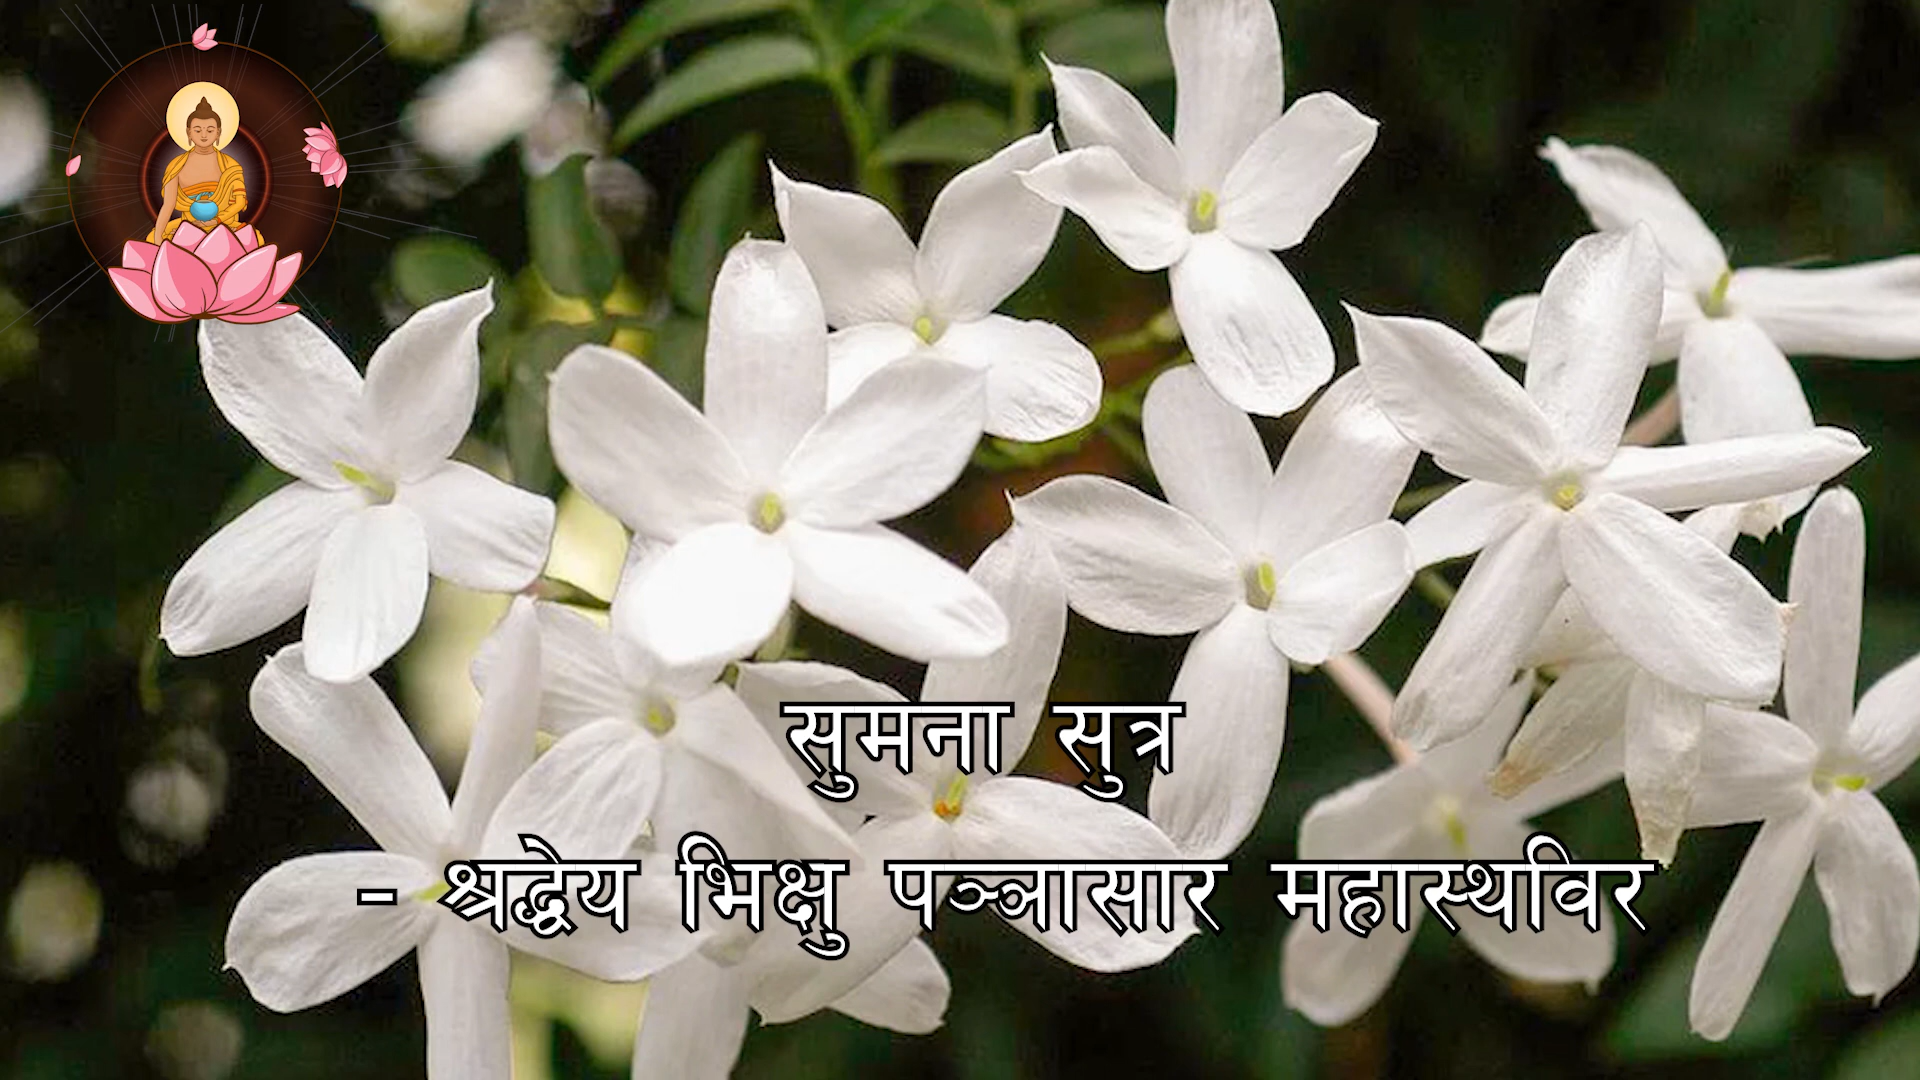 सुमना सुत्र
- श्रद्धेय भिक्षु पञ्ञासार महास्थविर